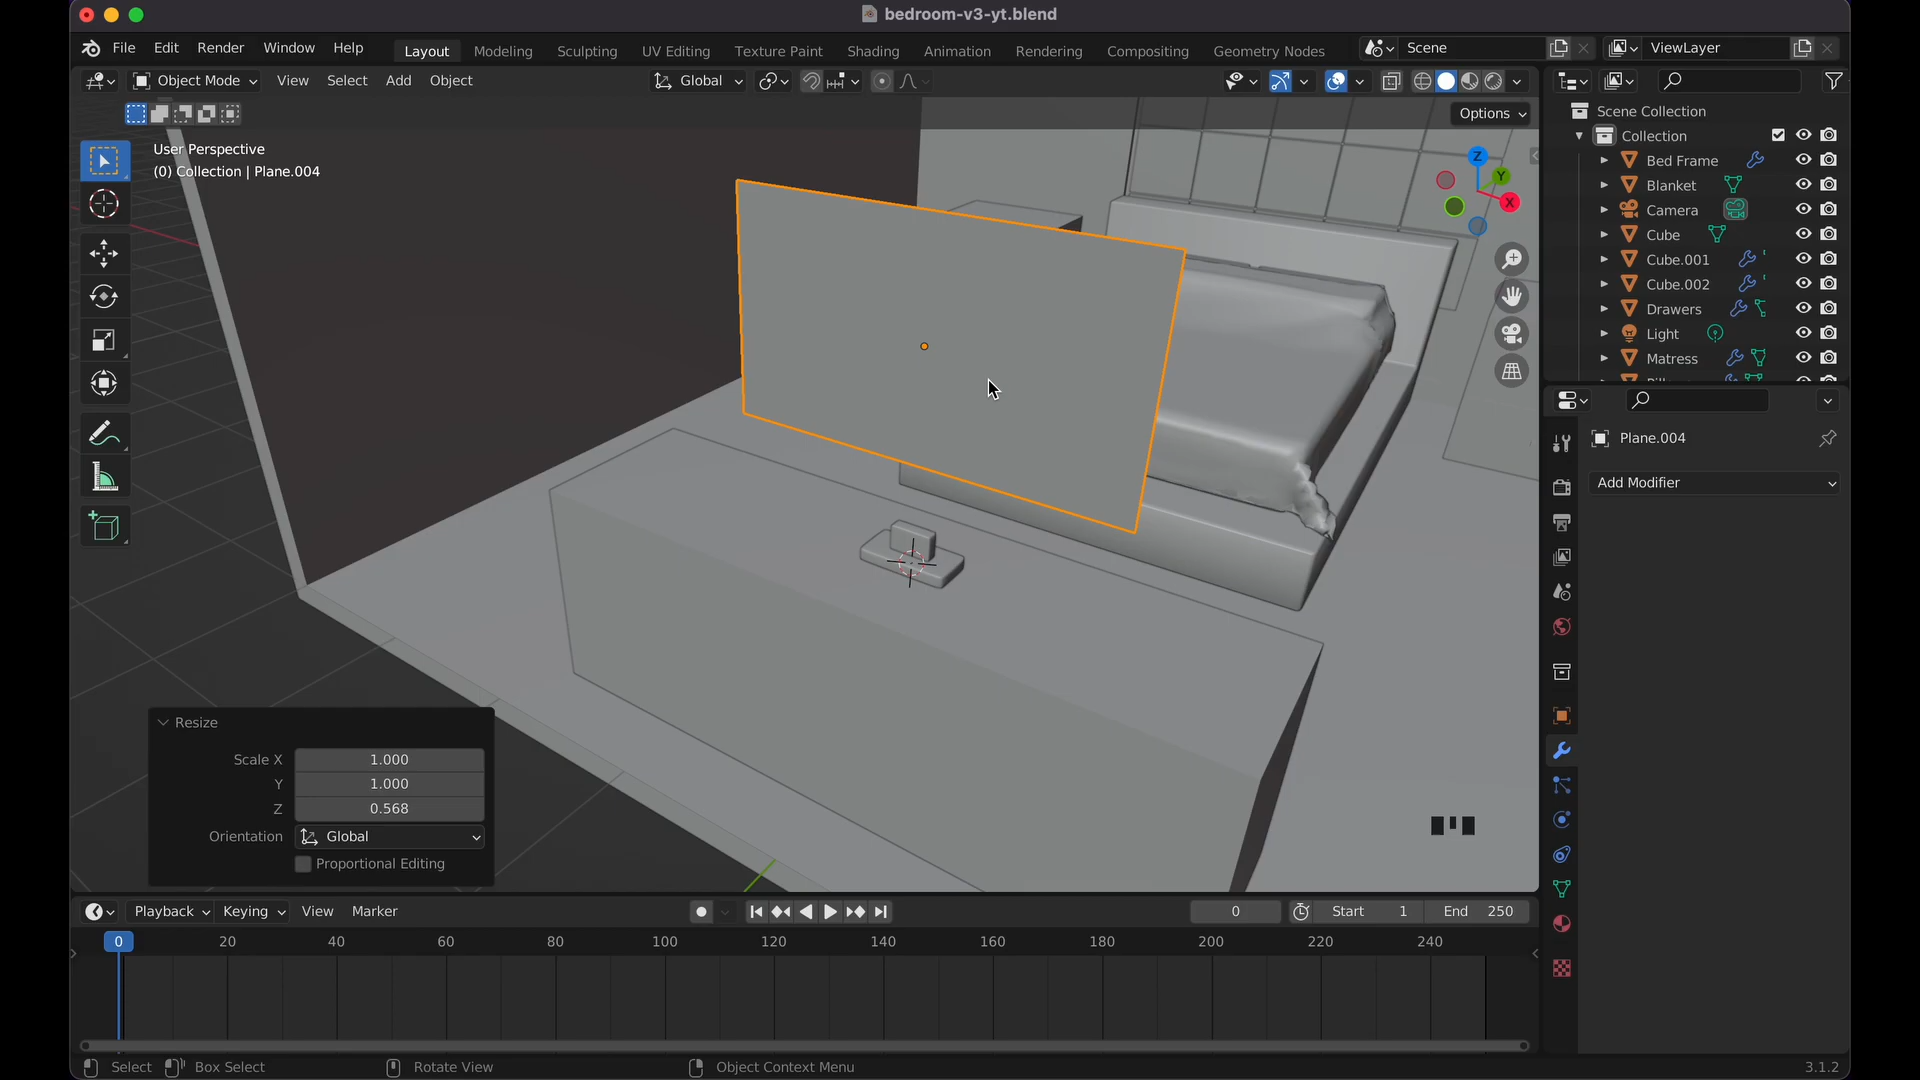 bedroom-v3-yt.blend
File Edit Render Window Help Layout Modeling Sculpting UV Editing Texture Paint Shading Animation Rendering Compositing Geometry Nodes Scene ViewLayer
Object Mode View Select Add Object Global
Options
User Perspective
(0) Collection | Plane.004
Z
Y
X
Scene Collection
Collection
Bed Frame
Blanket
Camera
Cube
Cube.001
Cube.002
Drawers
Light
Matress
Plane.004
Add Modifier
Resize
Scale X 1.000
Y 1.000
Z 0.568
Orientation Global
Proportional Editing
Playback Keying View Marker 0 Start 1 End 250
0 20 40 60 80 100 120 140 160 180 200 220 240
Select Box Select Rotate View Object Context Menu 3.1.2